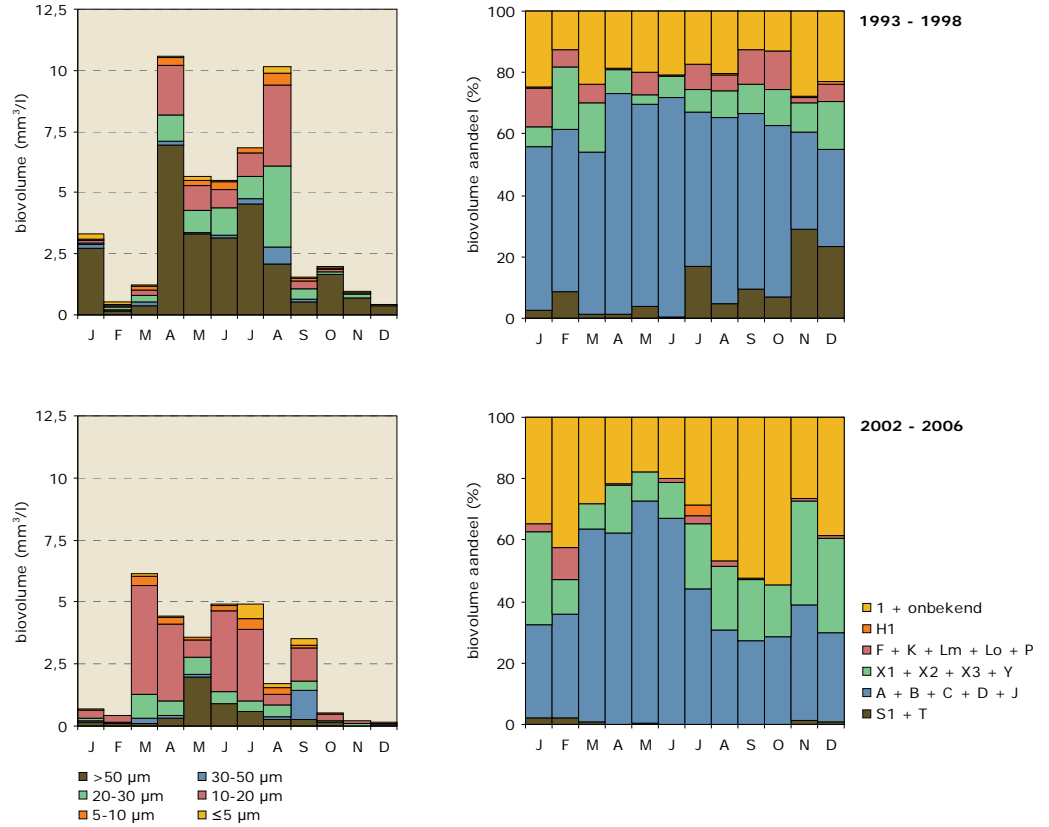 1993 - 1998
biovolume (mm³/l)
12,5
10
7,5
5
2,5
0
J F M A M J J A S O N D
biovolume aandeel (%)
100
80
60
40
20
0
J F M A M J J A S O N D
2002 - 2006
biovolume (mm³/l)
12,5
10
7,5
5
2,5
0
J F M A M J J A S O N D
biovolume aandeel (%)
100
80
60
40
20
0
J F M A M J J A S O N D
1 + onbekend
H1
F + K + Lm + Lo + P
X1 + X2 + X3 + Y
A + B + C + D + J
S1 + T
>50 µm 30-50 µm
20-30 µm 10-20 µm
5-10 µm ≤5 µm